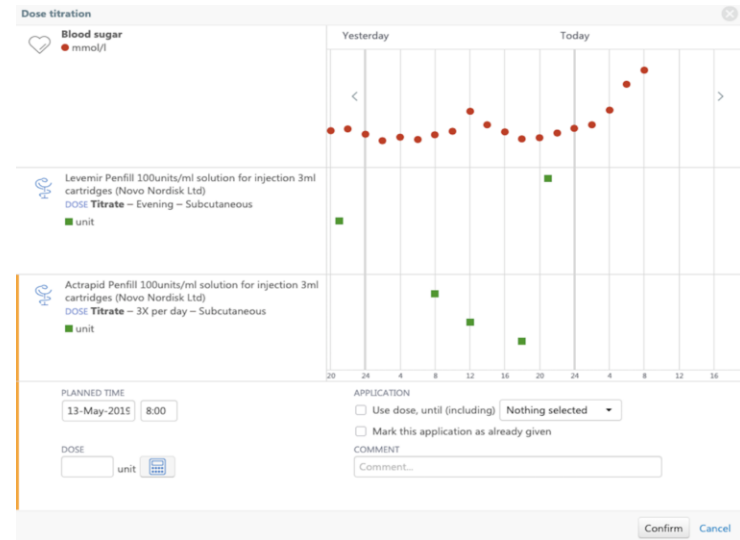 Dose titration
Blood sugar
mmol/l
Yesterday
Today
Levemir Penfill 100units/ml solution for injection 3ml
cartridges (Novo Nordisk Ltd)
DOSE Titrate – Evening – Subcutaneous
unit
Actrapid Penfill 100units/ml solution for injection 3ml
cartridges (Novo Nordisk Ltd)
DOSE Titrate – 3X per day – Subcutaneous
unit
20 24 4 8 12 16 20 24 4 8 12 16
PLANNED TIME
13-May-2019 8:00
APPLICATION
Use dose, until (including) Nothing selected
Mark this application as already given
DOSE
unit
COMMENT
Comment...
Confirm Cancel